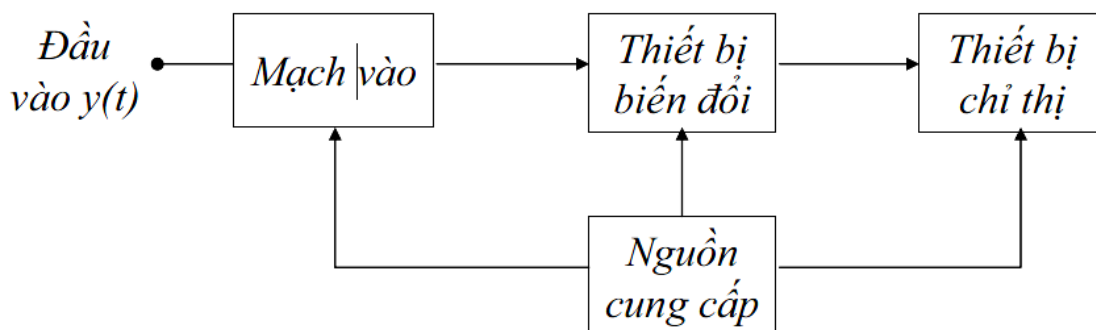 Đầu
vào y(t)
Mạch vào
Thiết bị
biến đổi
Thiết bị
chỉ thị
Nguồn
cung cấp